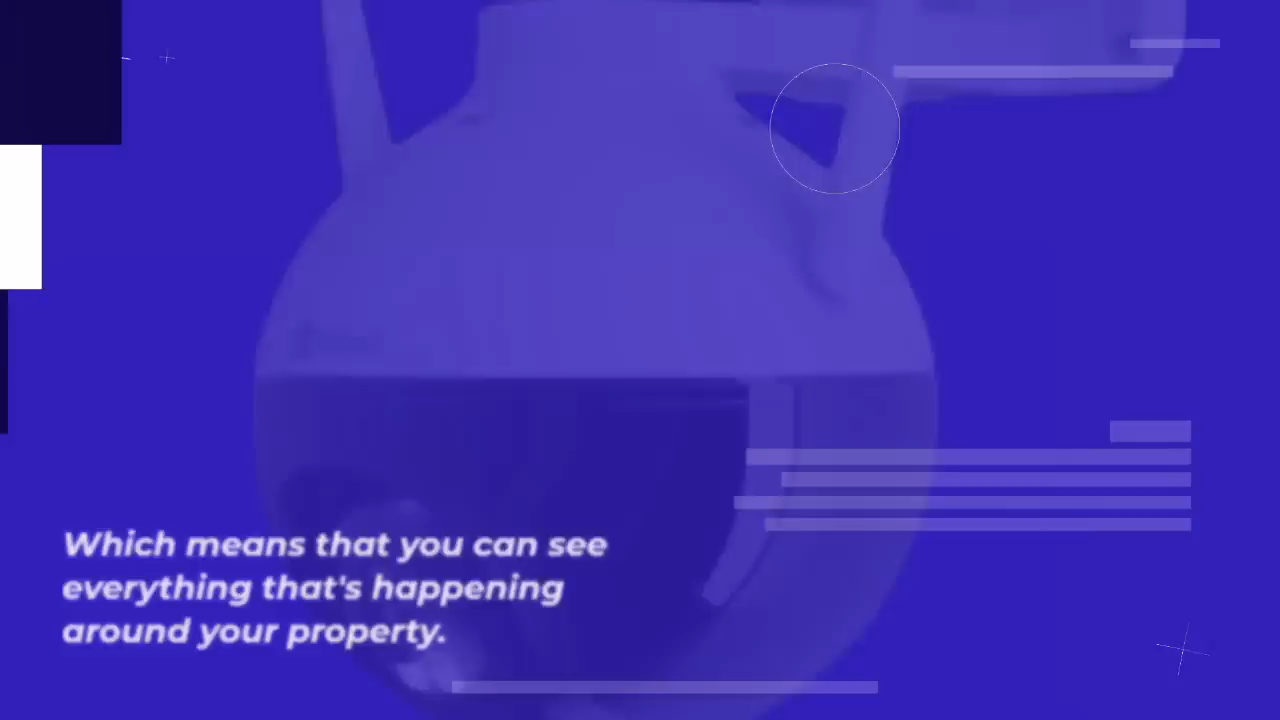 Which means that you can see
everything that's happening
around your property.